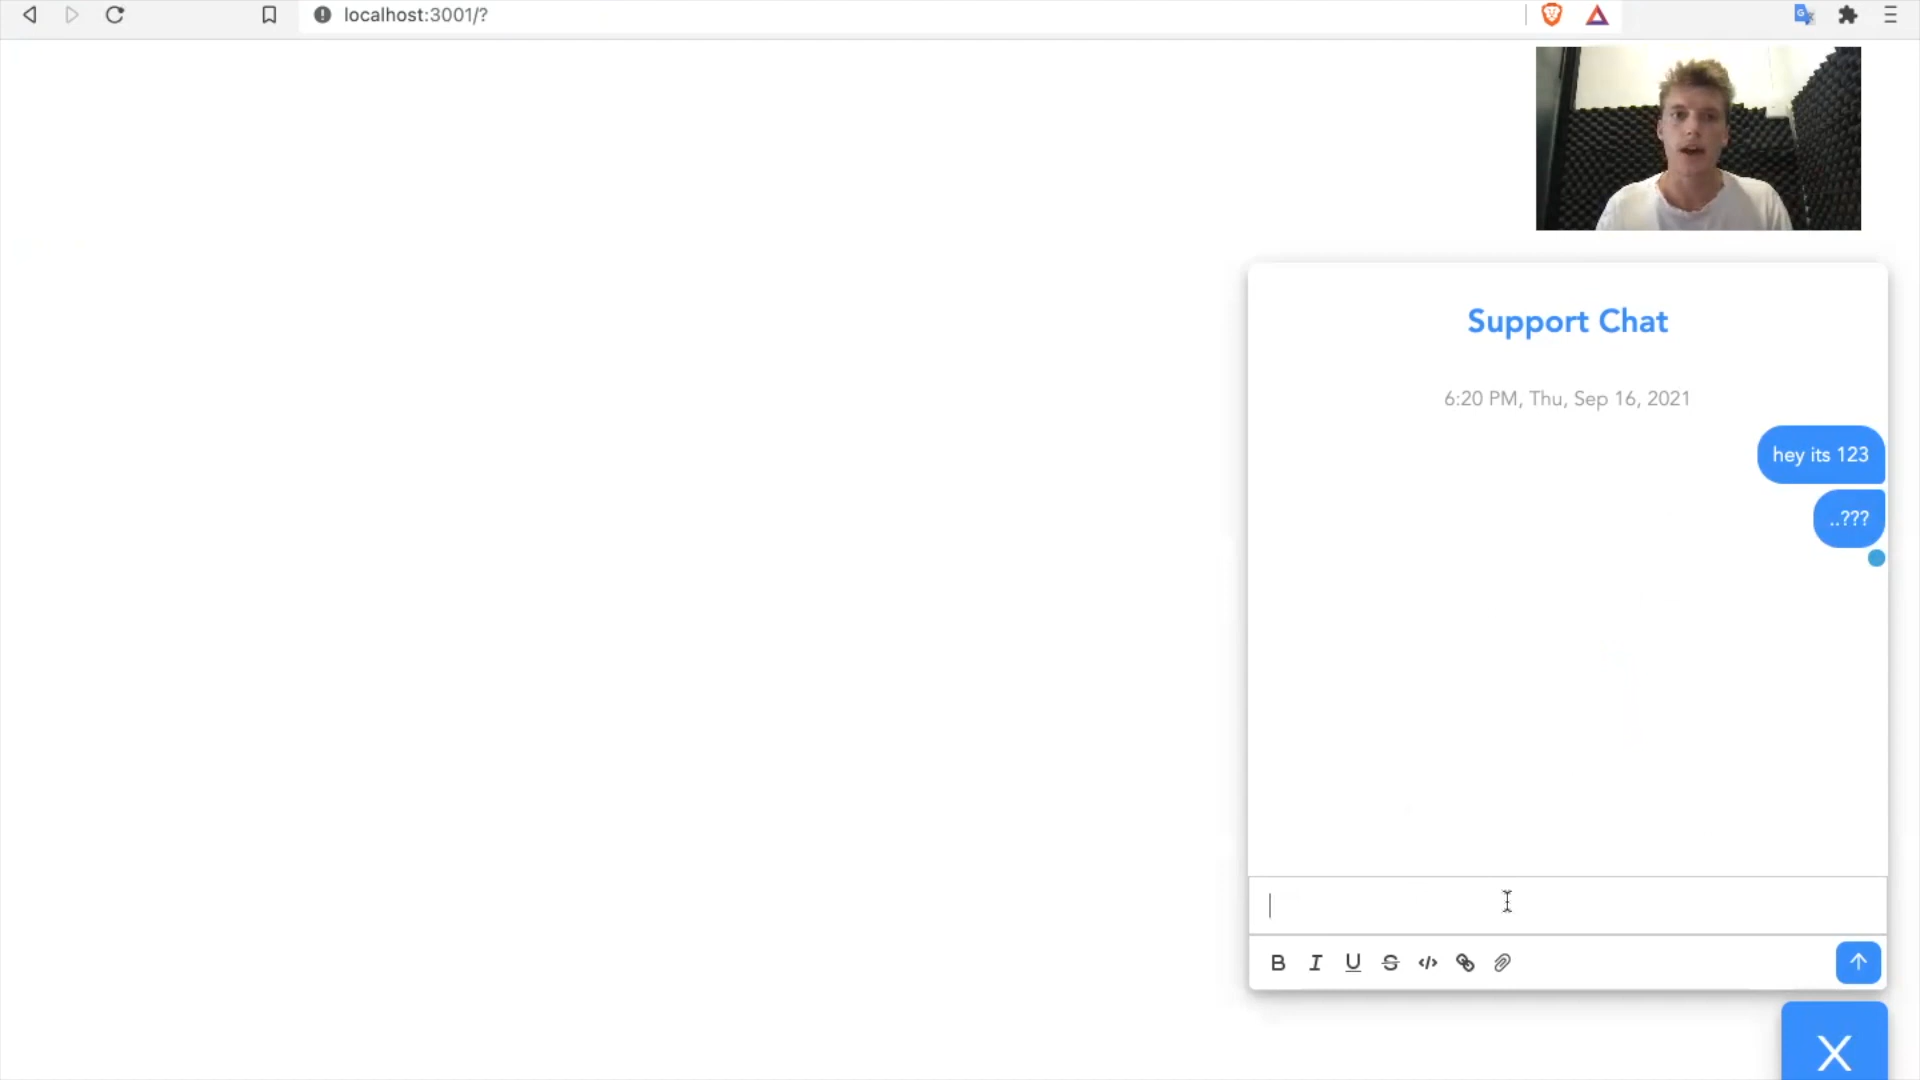 localhost:3001/?
Support Chat
6:20 PM, Thu, Sep 16, 2021
hey its 123
..???
B I U S </>
X